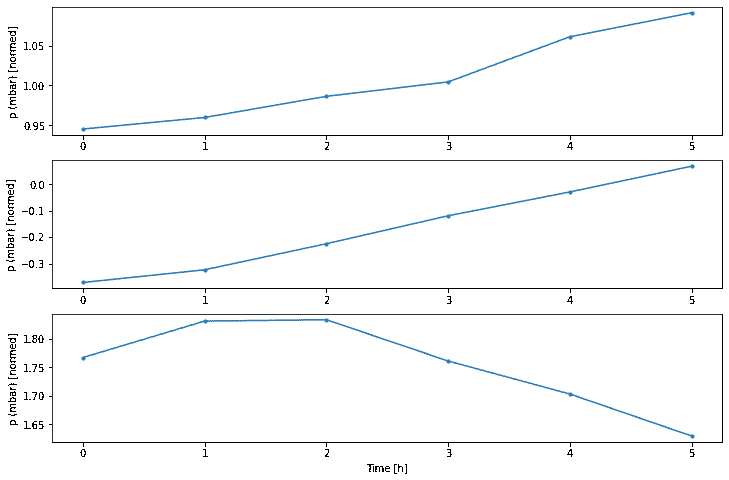 p (mbar) [normed]
1.05
1.00
0.95
0 1 2 3 4 5
p (mbar) [normed]
0.0
−0.1
−0.2
−0.3
0 1 2 3 4 5
p (mbar) [normed]
1.80
1.75
1.70
1.65
0 1 2 3 4 5
Time [h]